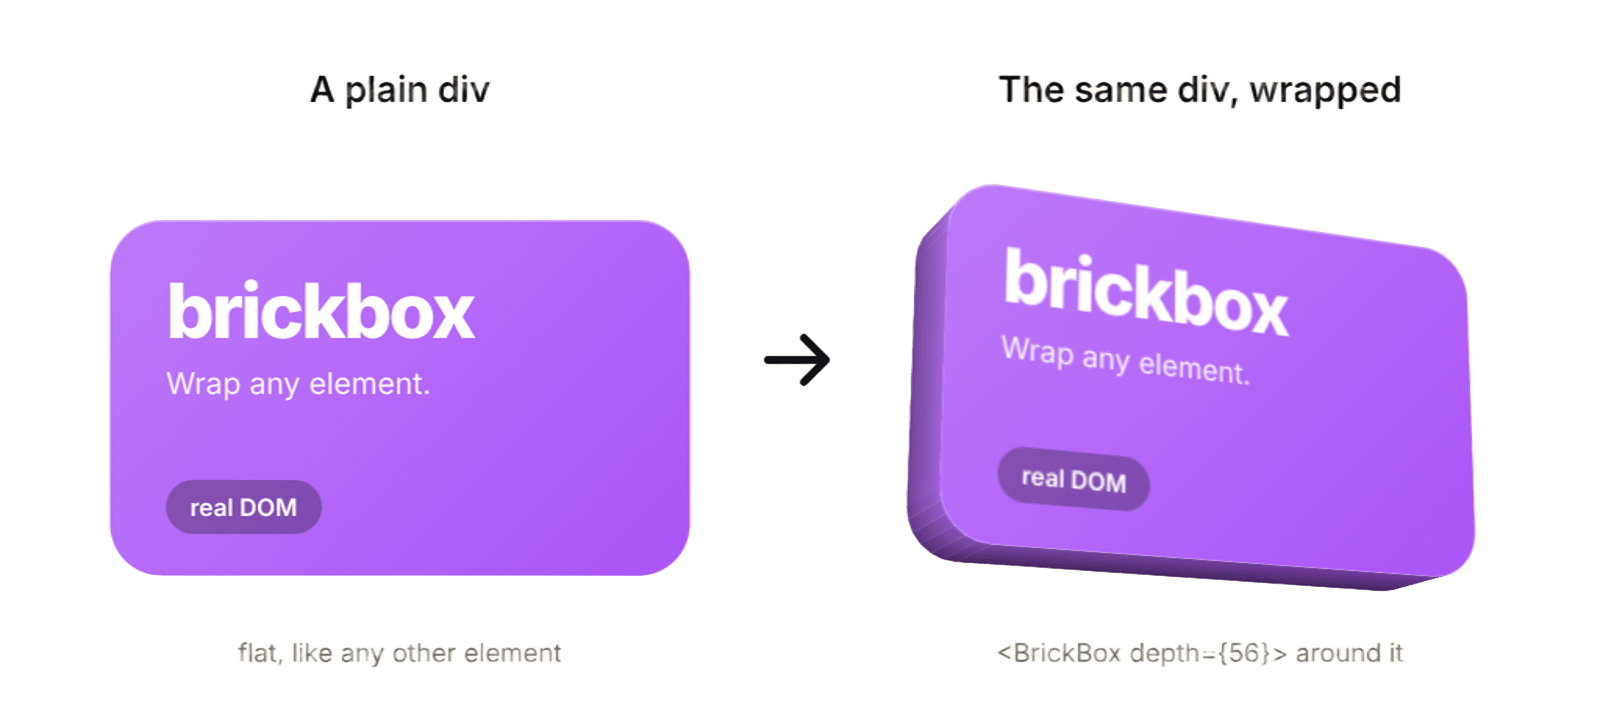 A plain div
The same div, wrapped
brickbox
Wrap any element.
real DOM
brickbox
Wrap any element.
real DOM
flat, like any other element
<BrickBox depth={56}> around it